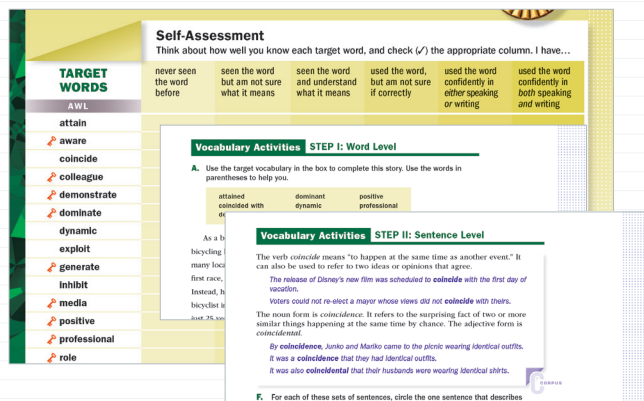 Self-Assessment
Think about how well you know each target word, and check (✓) the appropriate column. I have…
TARGET
WORDS
AWL
never seen
the word
before
seen the word
but am not sure
what it means
seen the word
and understand
what it means
used the word,
but am not sure
if correctly
used the word
confidently in
either speaking
or writing
used the word
confidently in
both speaking
and writing
attain
aware
coincide
colleague
demonstrate
dominate
dynamic
exploit
generate
inhibit
media
positive
professional
role
Vocabulary Activities STEP I: Word Level
A. Use the target vocabulary in the box to complete this story. Use the words in
parentheses to help you.
attained dominant positive
coincided with dynamic professional
As a b
bicycling
many loca
first race,
Instead, h
bicyclist i
just 25 ye
Vocabulary Activities STEP II: Sentence Level
The verb coincide means "to happen at the same time as another event." It
can also be used to refer to two ideas or opinions that agree.
The release of Disney's new film was scheduled to coincide with the first day of
vacation.
Voters could not re-elect a mayor whose views did not coincide with theirs.
The noun form is coincidence. It refers to the surprising fact of two or more
similar things happening at the same time by chance. The adjective form is
coincidental.
By coincidence, Junko and Mariko came to the picnic wearing identical outfits.
It was a coincidence that they had identical outfits.
It was also coincidental that their husbands were wearing identical shirts.
CORPUS
F. For each of these sets of sentences, circle the one sentence that describes